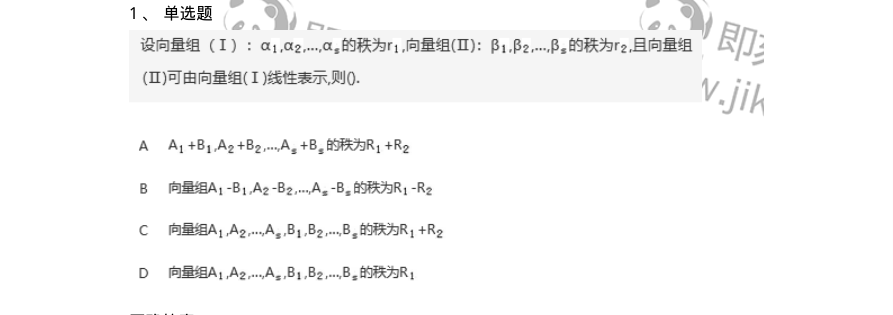 1、 单选题
设向量组(Ⅰ):α₁,α₂,...,αₛ的秩为r₁,向量组(Ⅱ): β₁,β₂,...,βₛ的秩为r₂,且向量组
(Ⅱ)可由向量组(Ⅰ)线性表示,则().
A A₁+B₁,A₂+B₂,...,Aₛ+Bₛ的秩为R₁+R₂
B 向量组A₁-B₁,A₂-B₂,...,Aₛ-Bₛ的秩为R₁-R₂
C 向量组A₁,A₂,...,Aₛ,B₁,B₂,...,Bₛ的秩为R₁+R₂
D 向量组A₁,A₂,...,Aₛ,B₁,B₂,...,Bₛ的秩为R₁